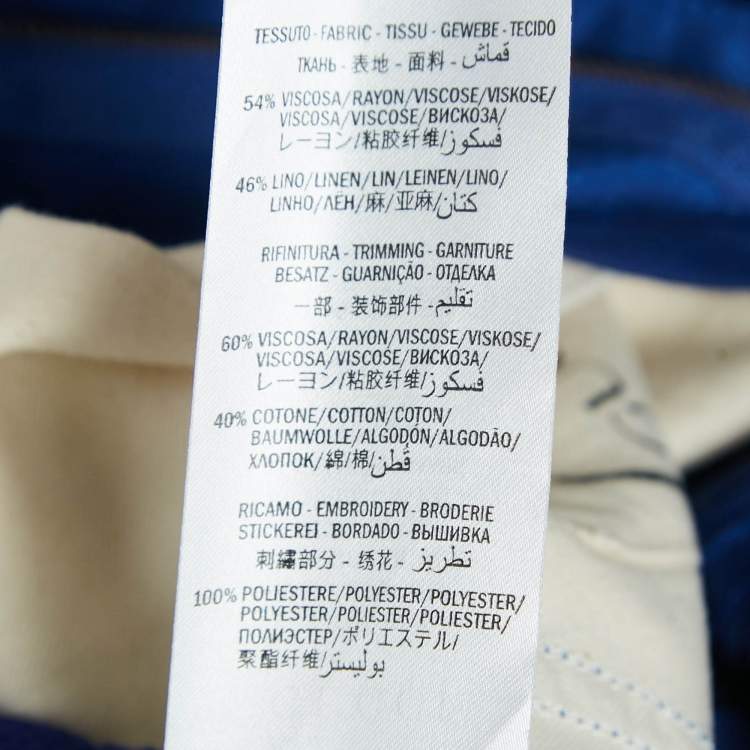 TESSUTO - FABRIC - TISSU - GEWEBE - TECIDO
ТКАНЬ - 表地 - 面料 - قماش
54% VISCOSA/RAYON/VISCOSE/VISKOSE/
VISCOSA/VISCOSE/ВИСКОЗА/
レーヨン/粘胶纤维/فسكوز
46% LINO/LINEN/LIN/LEINEN/LINO/
LINHO/ЛЁН/麻/亚麻/كتان
RIFINITURA - TRIMMING - GARNITURE
BESATZ - GUARNIÇÃO - ОТДЕЛКА
一部 - 装饰部件 - تقليم
60% VISCOSA/RAYON/VISCOSE/VISKOSE/
VISCOSA/VISCOSE/ВИСКОЗА/
レーヨン/粘胶纤维/فسكوز
40% COTONE/COTTON/COTON/
BAUMWOLLE/ALGODÓN/ALGODÃO/
ХЛОПОК/綿/棉/قطن
RICAMO - EMBROIDERY - BRODERIE
STICKEREI - BORDADO - ВЫШИВКА
刺繍部分 - 绣花 - تطريز
100% POLIESTERE/POLYESTER/POLYESTER/
POLYESTER/POLIESTER/POLIESTER/
ПОЛИЭСТЕР/ポリエステル/
聚酯纤维/بوليستر